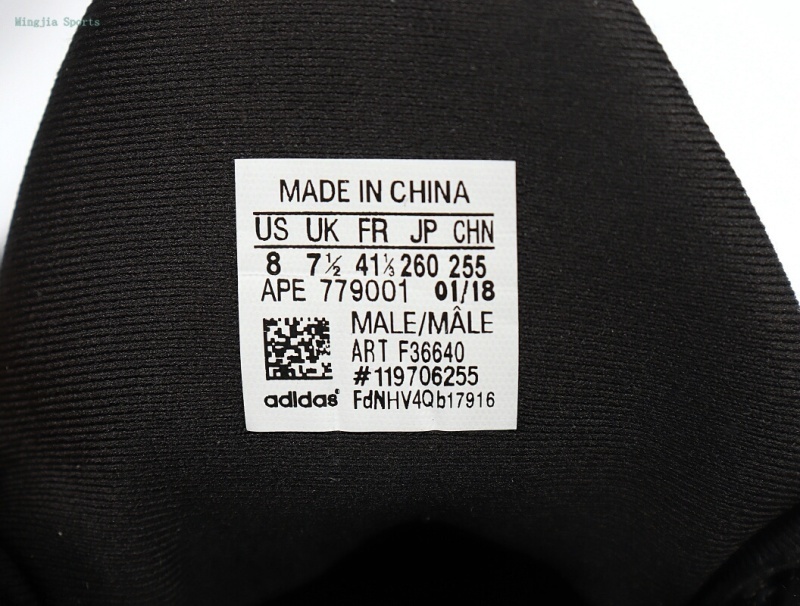 Mingjia Sports
MADE IN CHINA
US UK FR JP CHN
8 7½ 41⅓ 260 255
APE 779001 01/18
MALE/MÂLE
ART F36640
#119706255
adidas FdNHV4Qb17916